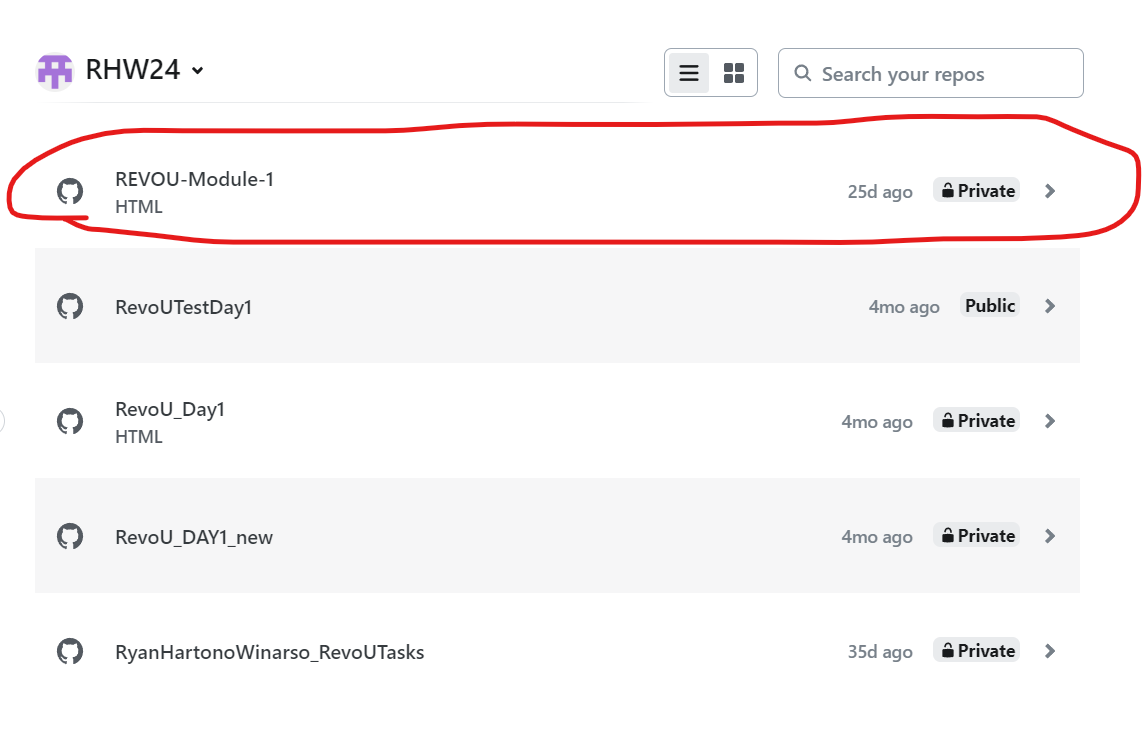 RHW24
Search your repos
REVOU-Module-1
HTML
25d ago
Private
RevoUTestDay1
4mo ago
Public
RevoU_Day1
HTML
4mo ago
Private
RevoU_DAY1_new
4mo ago
Private
RyanHartonoWinarso_RevoUTasks
35d ago
Private